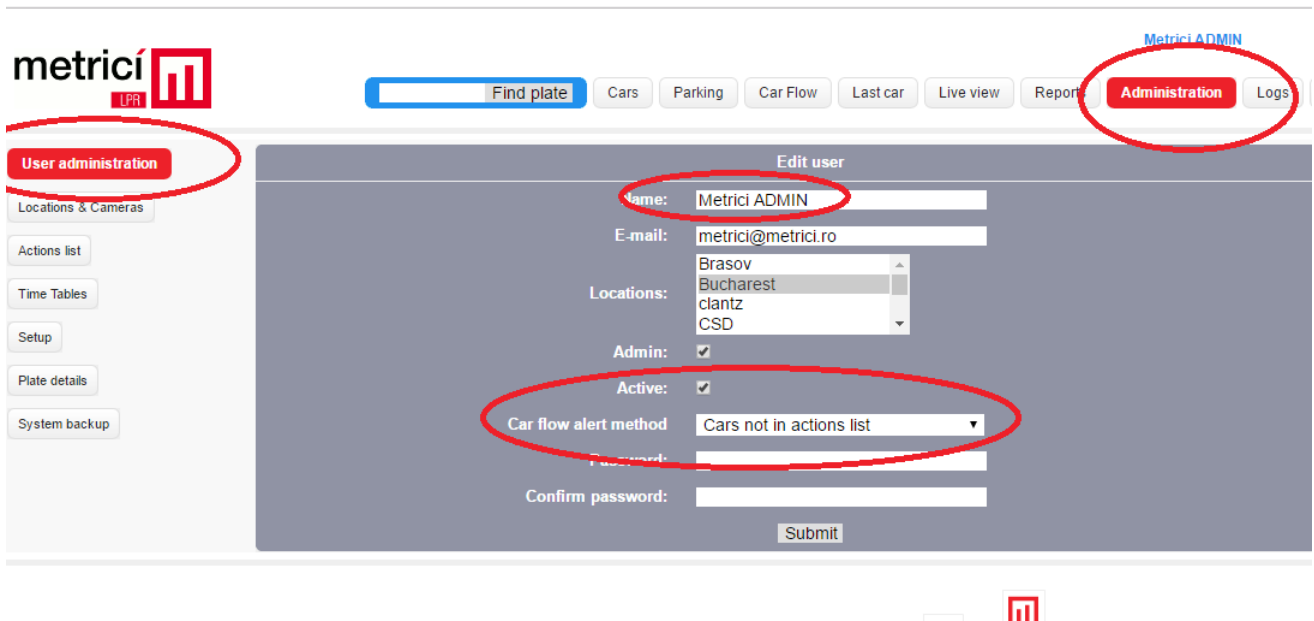 Metrici ADMIN
metricí
LPR
Find plate Cars Parking Car Flow Last car Live view Reports Administration Logs
User administration
Locations & Cameras
Actions list
Time Tables
Setup
Plate details
System backup
Edit user
Name: Metrici ADMIN
E-mail: metrici@metrici.ro
Locations: Brasov
Bucharest
clantz
CSD
Admin:
Active:
Car flow alert method Cars not in actions list
Password:
Confirm password:
Submit